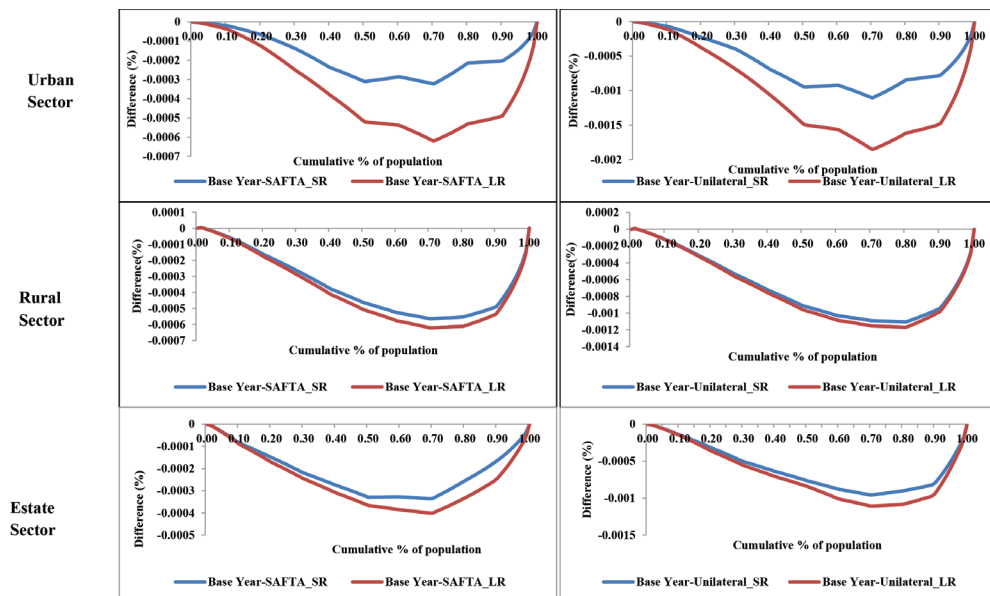 Urban
Sector
0
-0.0001
-0.0002
-0.0003
-0.0004
-0.0005
-0.0006
-0.0007
Difference (%)
0.00 0.10 0.20 0.30 0.40 0.50 0.60 0.70 0.80 0.90 1.00
Cumulative % of population
Base Year-SAFTA_SR Base Year-SAFTA_LR
0
-0.0005
-0.001
-0.0015
-0.002
Difference(%)
0.00 0.10 0.20 0.30 0.40 0.50 0.60 0.70 0.80 0.90 1.00
Cumulative % of population
Base Year-Unilateral_SR Base Year-Unilateral_LR
Rural
Sector
0.0001
0
-0.0001
-0.0002
-0.0003
-0.0004
-0.0005
-0.0006
-0.0007
Difference(%)
0.00 0.10 0.20 0.30 0.40 0.50 0.60 0.70 0.80 0.90 1.00
Cumulative % of population
Base Year-SAFTA_SR Base Year-SAFTA_LR
0.0002
0
-0.0002
-0.0004
-0.0006
-0.0008
-0.001
-0.0012
-0.0014
Difference(%)
0.00 0.10 0.20 0.30 0.40 0.50 0.60 0.70 0.80 0.90 1.00
Cumulative % of population
Base Year-Unilateral_SR Base Year-Unilateral_LR
Estate
Sector
0
-0.0001
-0.0002
-0.0003
-0.0004
-0.0005
Difference (%)
0.00 0.10 0.20 0.30 0.40 0.50 0.60 0.70 0.80 0.90 1.00
Cumulative % of population
Base Year-SAFTA_SR Base Year-SAFTA_LR
0
-0.0005
-0.001
-0.0015
Difference (%)
0.00 0.10 0.20 0.30 0.40 0.50 0.60 0.70 0.80 0.90 1.00
Cumulative % of population
Base Year-Unilateral_SR Base Year-Unilateral_LR